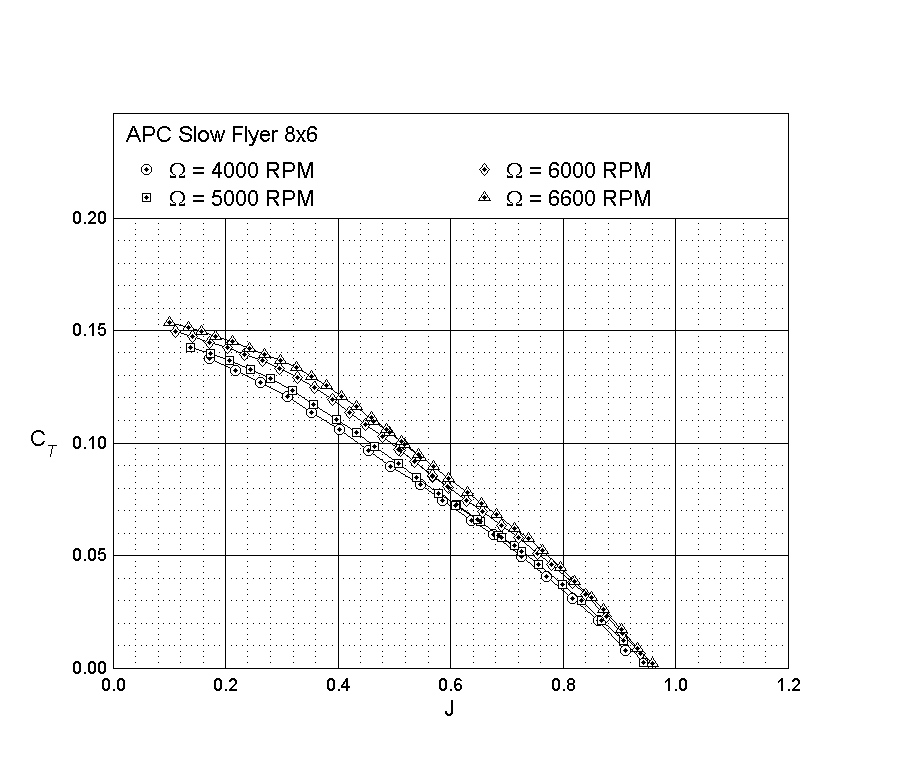 APC Slow Flyer 8x6
Ω = 4000 RPM
Ω = 6000 RPM
Ω = 5000 RPM
Ω = 6600 RPM
0.20
0.15
0.10
C_T
0.05
0.00
0.0 0.2 0.4 0.6 0.8 1.0 1.2
J